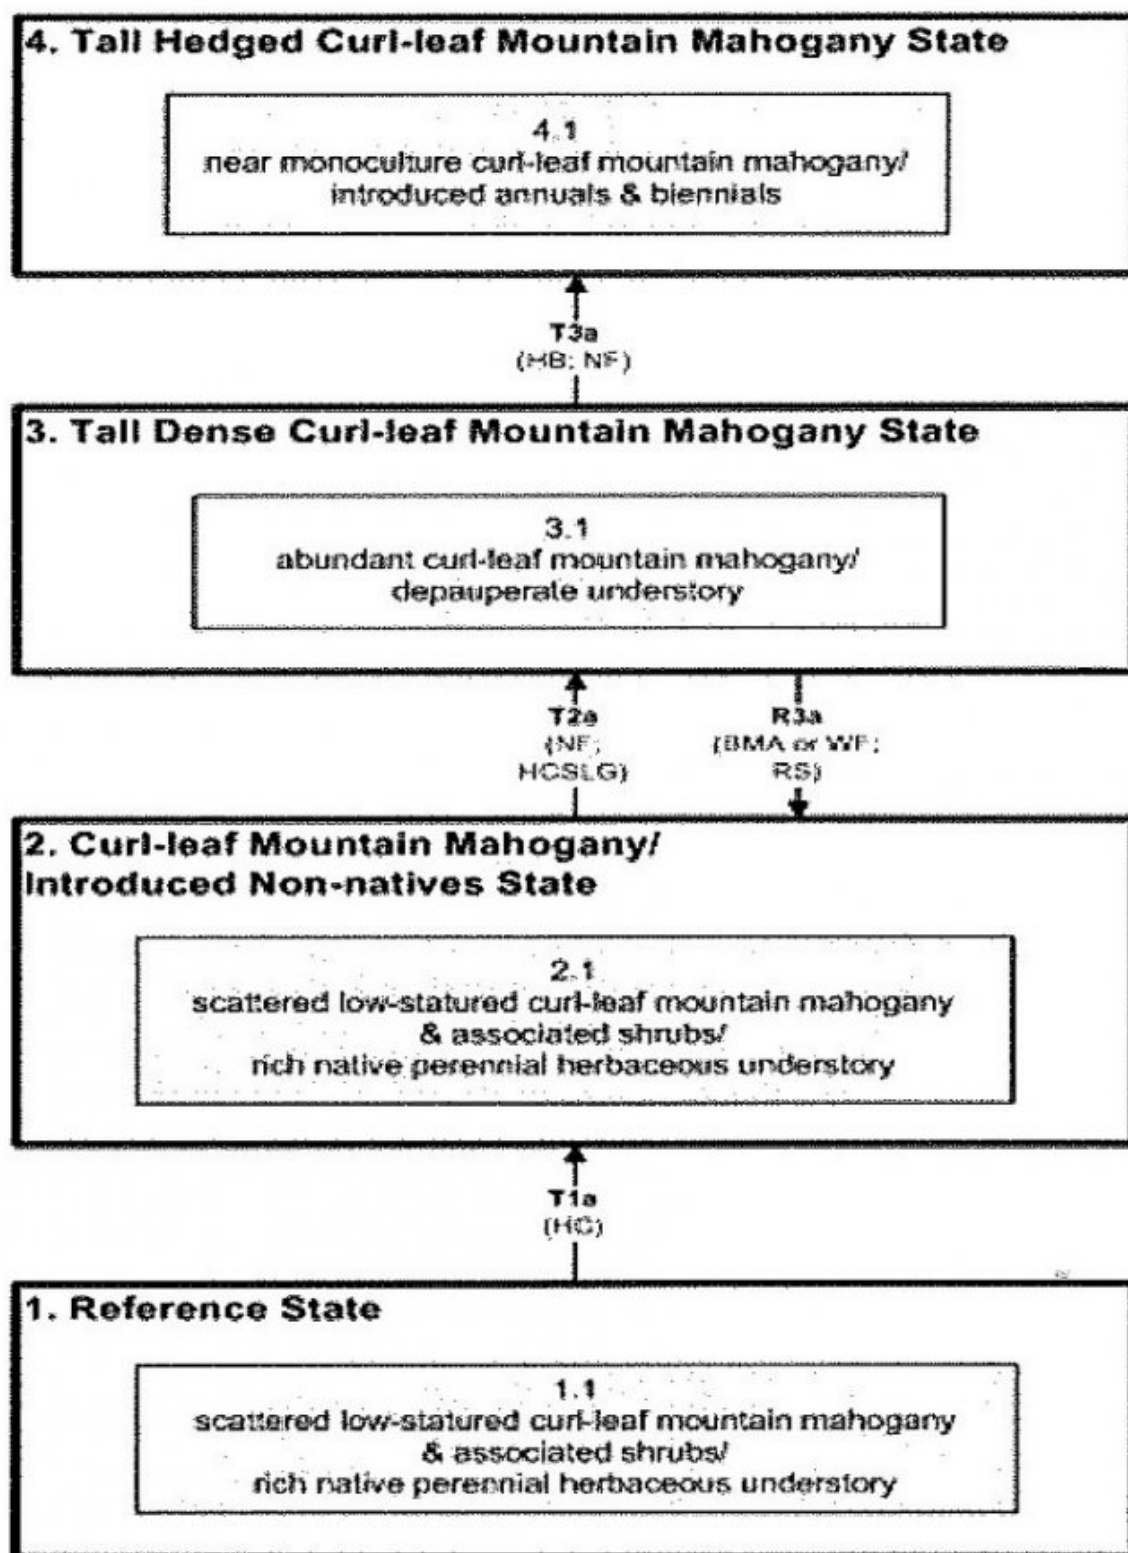 4. Tall Hedged Curl-leaf Mountain Mahogany State
4.1
near monoculture curl-leaf mountain mahogany/
introduced annuals & biennials
T3a
(HB; NF)
3. Tall Dense Curl-leaf Mountain Mahogany State
3.1
abundant curl-leaf mountain mahogany/
depauperate understory
T2a
(NF;
HCSLG)
R3a
(BMA or WF;
RS)
2. Curl-leaf Mountain Mahogany/
Introduced Non-natives State
2.1
scattered low-statured curl-leaf mountain mahogany
& associated shrubs/
rich native perennial herbaceous understory
T1a
(HC)
1. Reference State
1.1
scattered low-statured curl-leaf mountain mahogany
& associated shrubs/
rich native perennial herbaceous understory